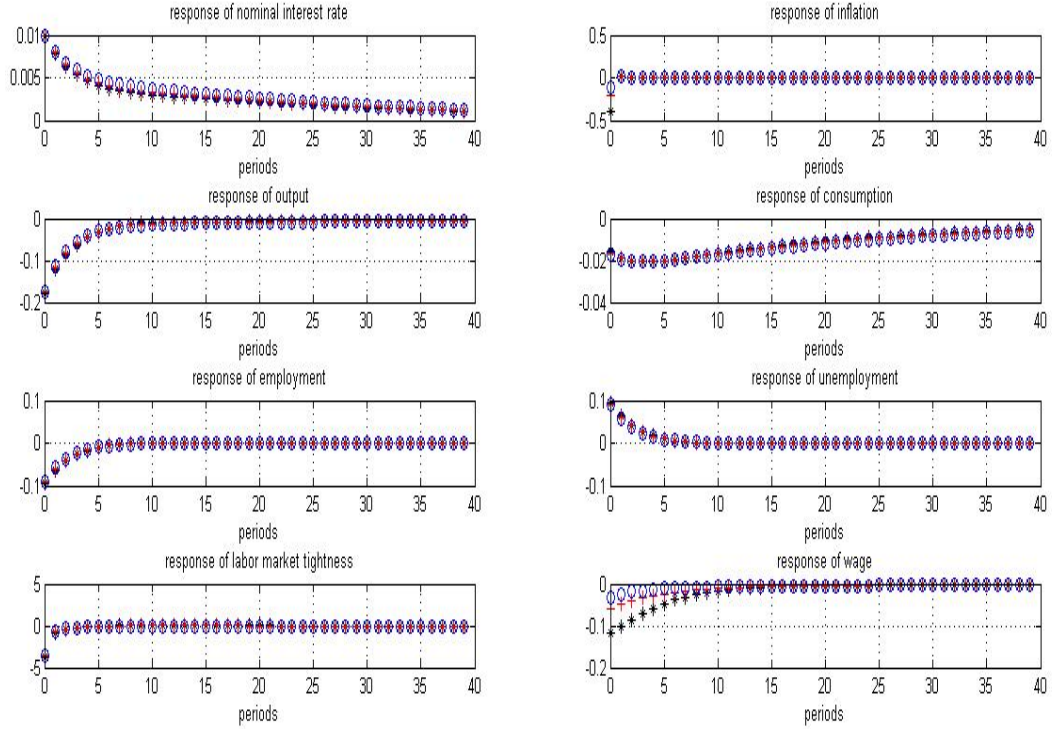 response of nominal interest rate
0.01
0.005
0
0 5 10 15 20 25 30 35 40
periods
response of inflation
0.5
0
-0.5
0 5 10 15 20 25 30 35 40
periods
response of output
0
-0.1
-0.2
0 5 10 15 20 25 30 35 40
periods
response of consumption
0
-0.02
-0.04
0 5 10 15 20 25 30 35 40
periods
response of employment
0.1
0
-0.1
0 5 10 15 20 25 30 35 40
periods
response of unemployment
0.1
0
-0.1
0 5 10 15 20 25 30 35 40
periods
response of labor market tightness
5
0
-5
0 5 10 15 20 25 30 35 40
periods
response of wage
0
-0.1
-0.2
0 5 10 15 20 25 30 35 40
periods